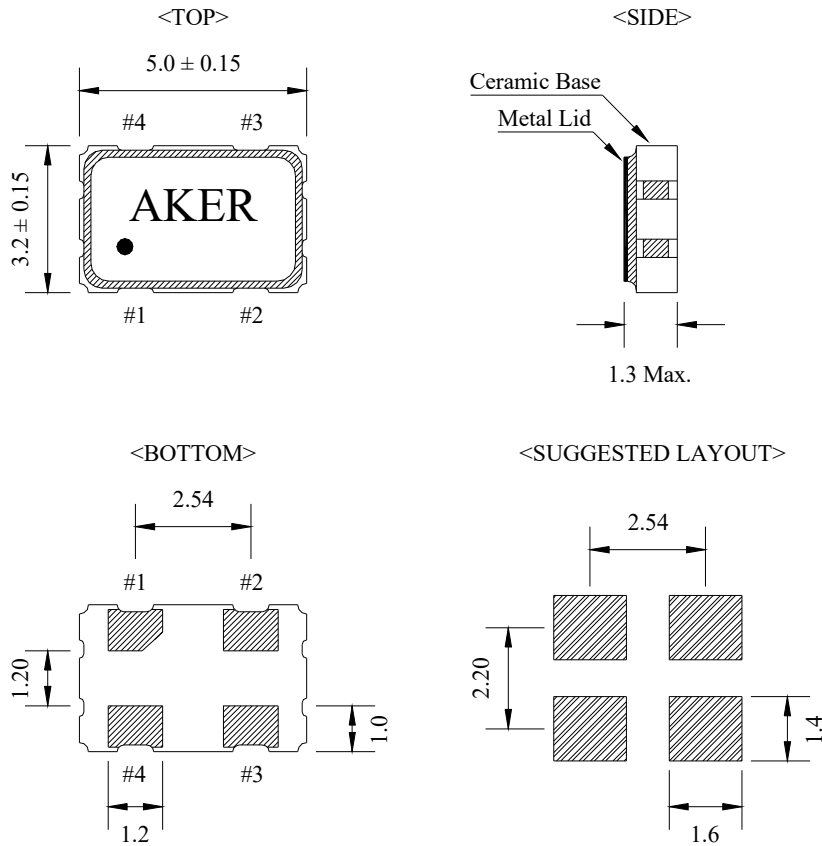 <TOP>
5.0 ± 0.15
#4 #3
3.2 ± 0.15
AKER
#1 #2
<SIDE>
Ceramic Base
Metal Lid
1.3 Max.
<BOTTOM>
2.54
#1 #2
1.20
1.0
#4 #3
1.2
<SUGGESTED LAYOUT>
2.54
2.20
1.4
1.6